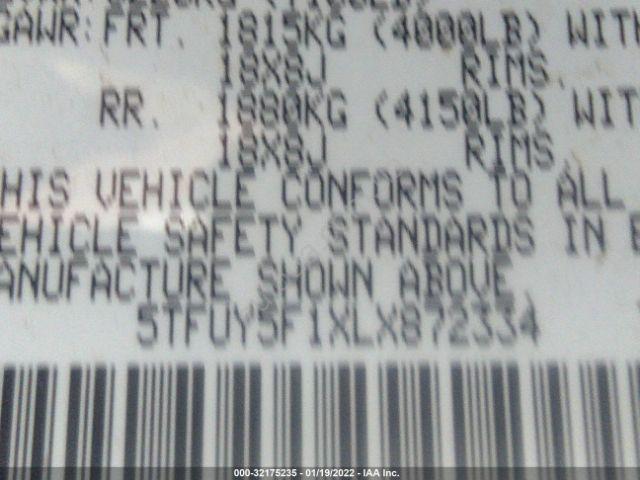 GAWR: FRT. 1815KG (4000LB) WITH
18X8J RIMS,
RR. 1880KG (4150LB) WIT
18X8J RIMS,
HIS VEHICLE CONFORMS TO ALL
EHICLE SAFETY STANDARDS IN E
ANUFACTURE SHOWN ABOVE.
5TFUY5F1XLX872334
000-32175235 - 01/19/2022 - IAA Inc.